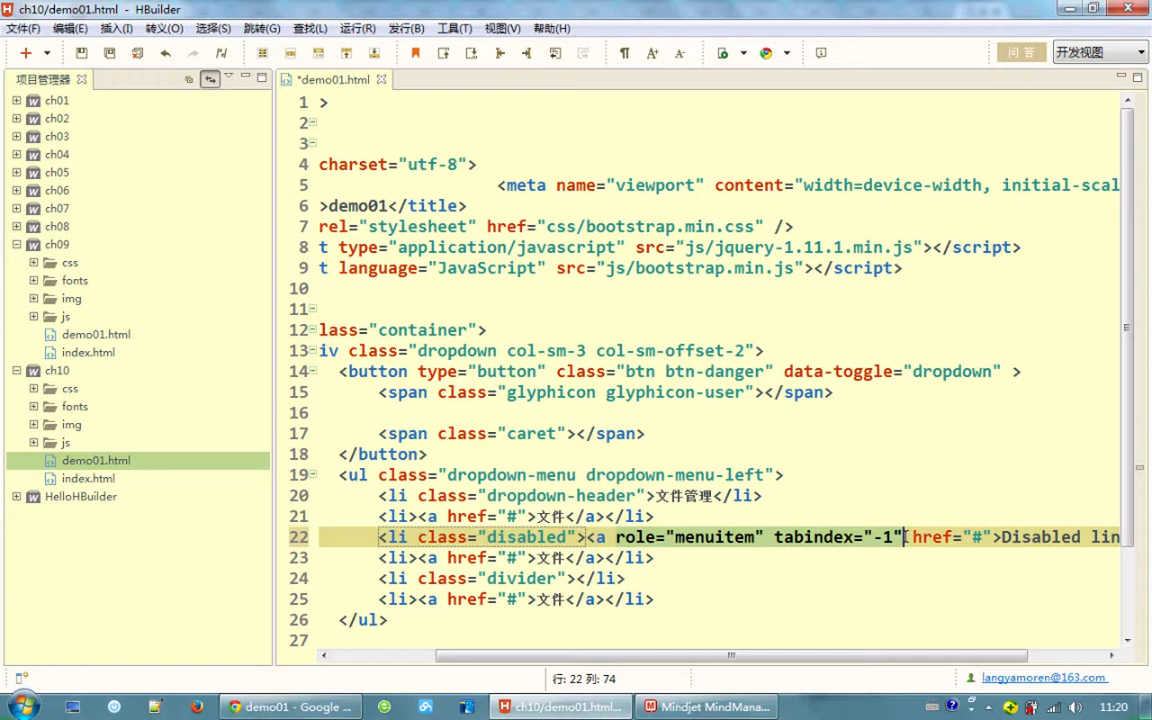 ch10/demo01.html - HBuilder
文件(F) 编辑(E) 插入(I) 转义(O) 选择(S) 跳转(G) 查找(L) 运行(R) 发行(B) 工具(T) 视图(V) 帮助(H)
问 答 开发视图
项目管理器
*demo01.html
ch01
ch02
ch03
ch04
ch05
ch06
ch07
ch08
ch09
css
fonts
img
js
demo01.html
index.html
ch10
css
fonts
img
js
demo01.html
index.html
HelloHBuilder
1 >
2
3
4 charset="utf-8">
5 <meta name="viewport" content="width=device-width, initial-scal
6 >demo01</title>
7 rel="stylesheet" href="css/bootstrap.min.css" />
8 t type="application/javascript" src="js/jquery-1.11.1.min.js"></script>
9 t language="JavaScript" src="js/bootstrap.min.js"></script>
10
11
12 lass="container">
13 iv class="dropdown col-sm-3 col-sm-offset-2">
14 <button type="button" class="btn btn-danger" data-toggle="dropdown" >
15 <span class="glyphicon glyphicon-user"></span>
16
17 <span class="caret"></span>
18 </button>
19 <ul class="dropdown-menu dropdown-menu-left">
20 <li class="dropdown-header">文件管理</li>
21 <li><a href="#">文件</a></li>
22 <li class="disabled"><a role="menuitem" tabindex="-1" href="#">Disabled lin
23 <li><a href="#">文件</a></li>
24 <li class="divider"></li>
25 <li><a href="#">文件</a></li>
26 </ul>
27
行: 22 列: 74
langyamoren@163.com
demo01 - Google ...
ch10/demo01.html...
Mindjet MindMana...
11:20